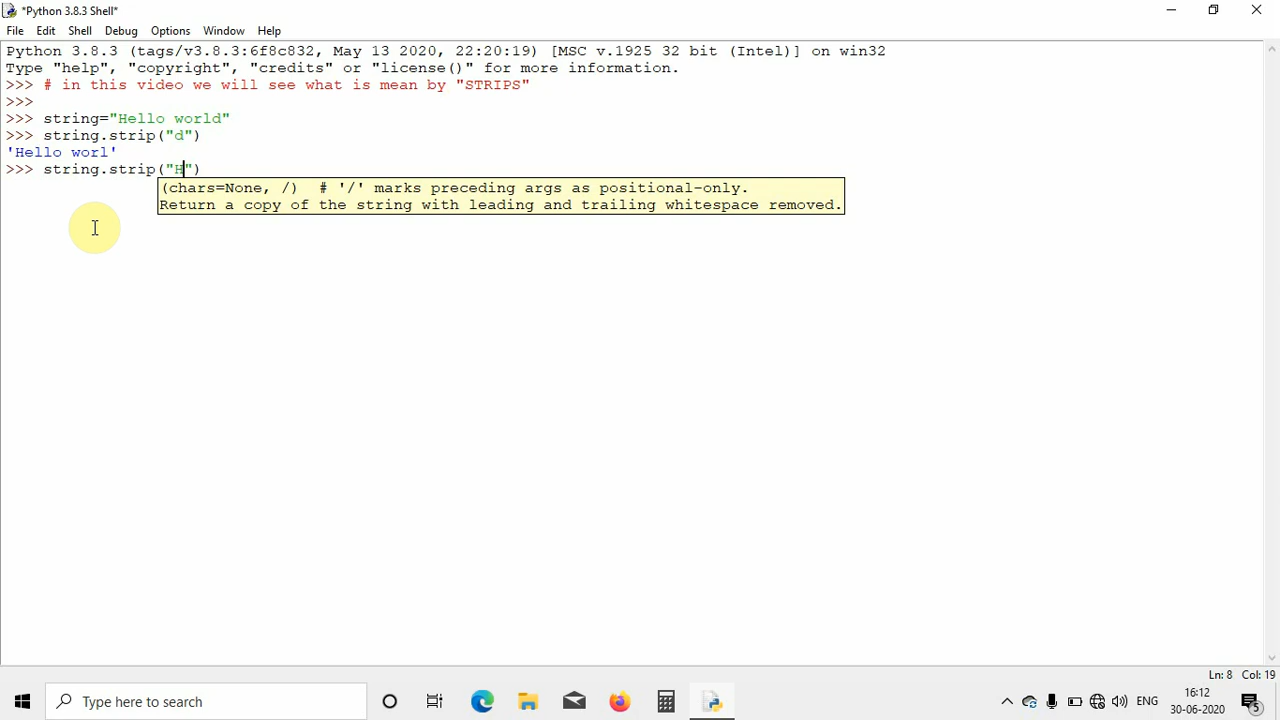 *Python 3.8.3 Shell*
File Edit Shell Debug Options Window Help
Python 3.8.3 (tags/v3.8.3:6f8c832, May 13 2020, 22:20:19) [MSC v.1925 32 bit (Intel)] on win32
Type "help", "copyright", "credits" or "license()" for more information.
>>> # in this video we will see what is mean by "STRIPS"
>>>
>>> string="Hello world"
>>> string.strip("d")
'Hello worl'
>>> string.strip("H")
(chars=None, /)  # '/' marks preceding args as positional-only.
Return a copy of the string with leading and trailing whitespace removed.
Ln: 8 Col: 19
Type here to search
ENG
16:12
30-06-2020
5